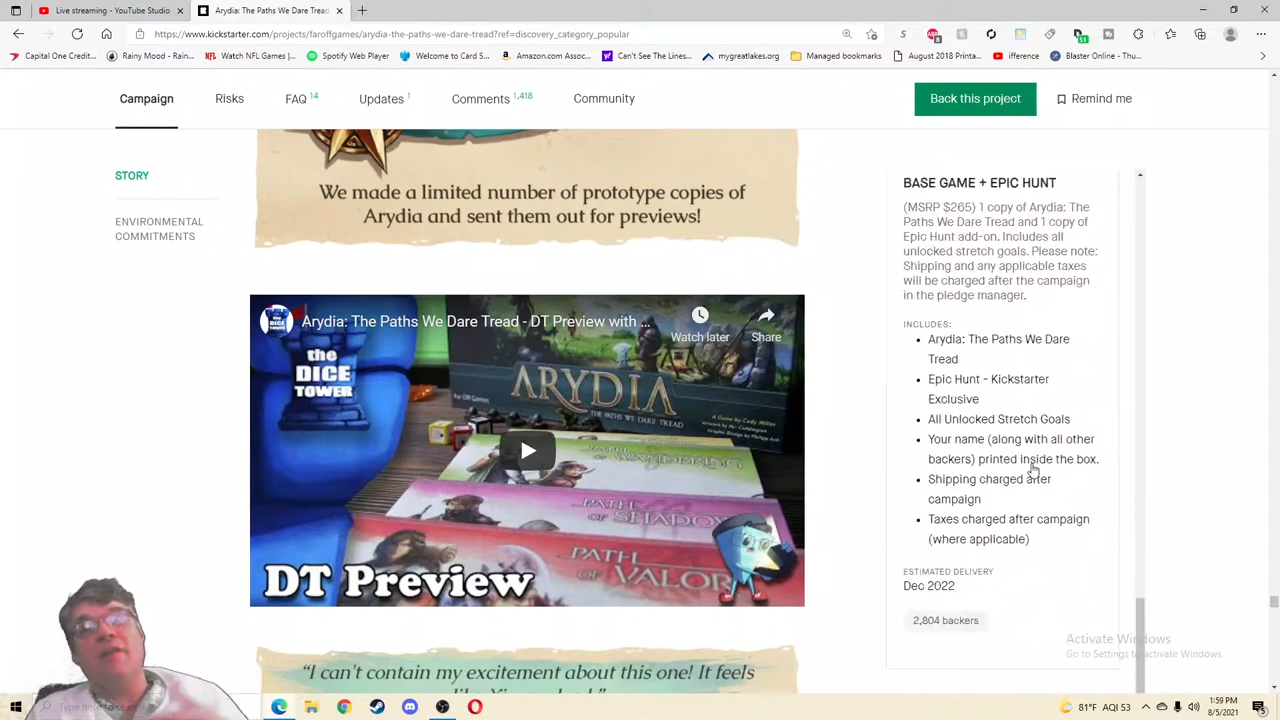 Live streaming - YouTube Studio
Arydia: The Paths We Dare Tread
https://www.kickstarter.com/projects/faroffgames/arydia-the-paths-we-dare-tread?ref=discovery_category_popular
Capital One Credit...
Rainy Mood - Rain...
Watch NFL Games |...
Spotify Web Playe...
Welcome to Card S...
Amazon.com Assoc...
Can't See The Lines...
mygreatlakes.org
Managed bookmarks
August 2018 Printa...
ifference
Blaster Online - Thu...
Campaign
Risks
FAQ 14
Updates 1
Comments 1,418
Community
Back this project
Remind me
STORY
ENVIRONMENTAL
COMMITMENTS
We made a limited number of prototype copies of
Arydia and sent them out for previews!
Arydia: The Paths We Dare Tread - DT Preview with ...
Watch later
Share
the
DICE
TOWER
ARYDIA
THE PATHS WE DARE TREAD
A Game by Cody Miller
PATH OF WANDERING
PATH OF SHADOW
PATH OF VALOR
DT Preview
"I can't contain my excitement about this one! It feels
BASE GAME + EPIC HUNT
(MSRP $265) 1 copy of Arydia: The
Paths We Dare Tread and 1 copy of
Epic Hunt add-on. Includes all
unlocked stretch goals. Please note:
Shipping and any applicable taxes
will be charged after the campaign
in the pledge manager.
INCLUDES:
Arydia: The Paths We Dare
Tread
Epic Hunt - Kickstarter
Exclusive
All Unlocked Stretch Goals
Your name (along with all other
backers) printed inside the box.
Shipping charged after
campaign
Taxes charged after campaign
(where applicable)
ESTIMATED DELIVERY
Dec 2022
2,804 backers
Activate Windows
Go to Settings to activate Windows.
Type here to search
81°F AQI 53
1:59 PM
8/5/2021